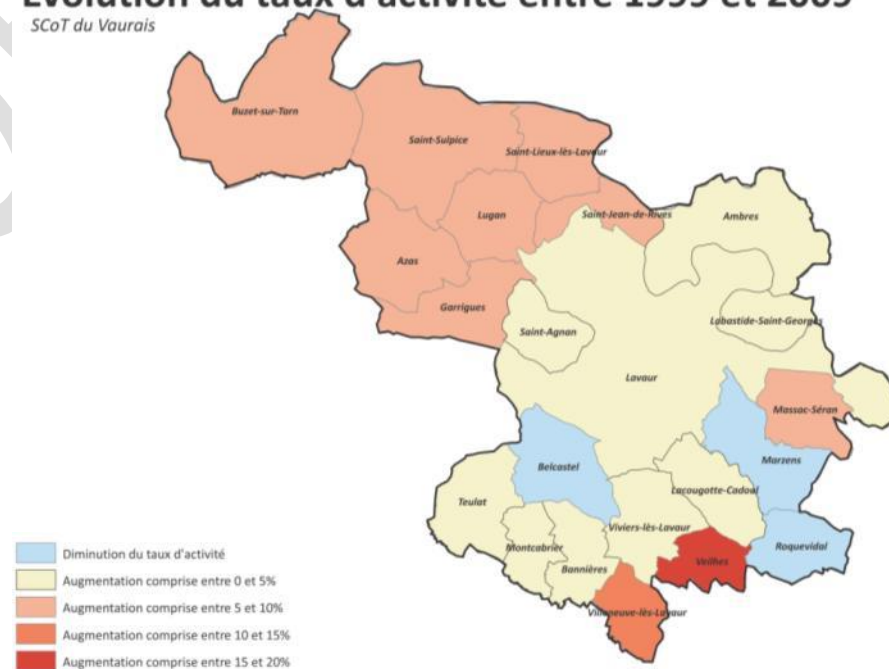 Evolution du taux d'activité entre 1999 et 2009
SCoT du Vaurais
Buzet-sur-Tarn
Saint-Sulpice
Saint-Lieux-lès-Lavaur
Lugan
Saint-Jean-de-Rives
Ambres
Azas
Garrigues
Saint-Agnan
Labastide-Saint-Georges
Lavaur
Massac-Séran
Belcastel
Marzens
Teulat
Lacougotte-Cadoul
Viviers-lès-Lavaur
Montcabrier
Roquevidal
Bannières
Veilhes
Villeneuve-lès-Lavaur
Diminution du taux d'activité
Augmentation comprise entre 0 et 5%
Augmentation comprise entre 5 et 10%
Augmentation comprise entre 10 et 15%
Augmentation comprise entre 15 et 20%